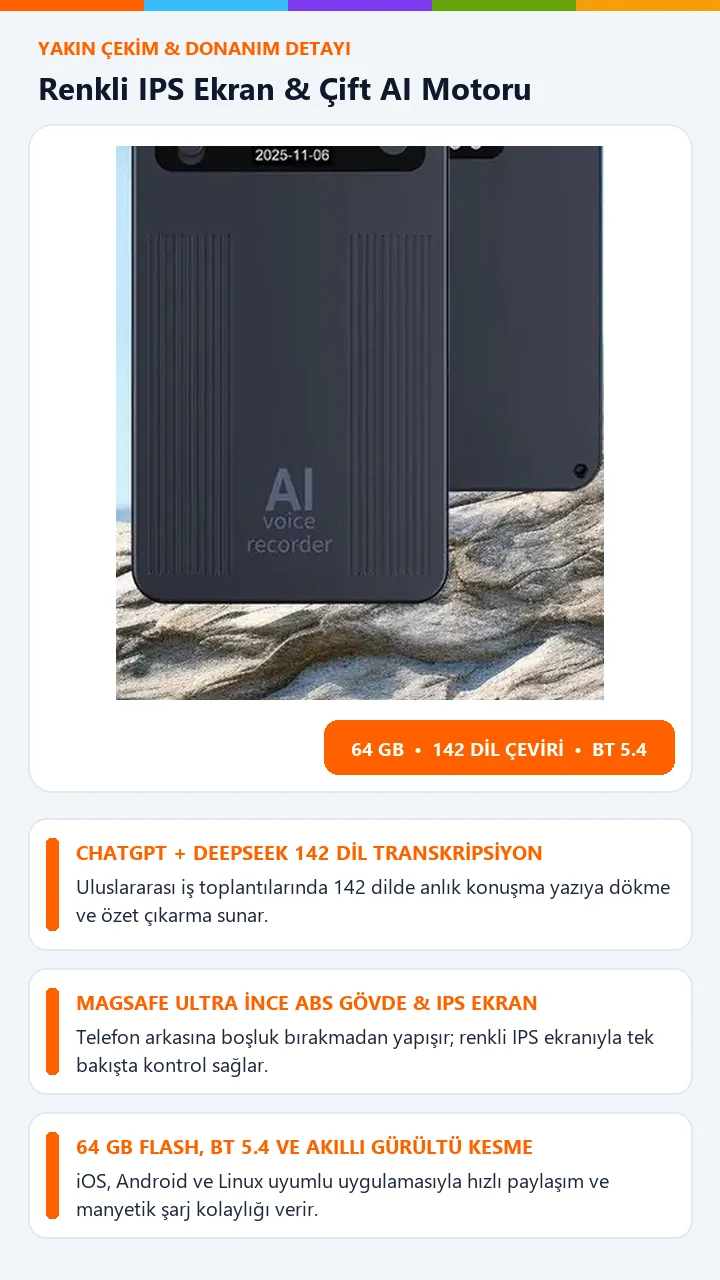 YAKIN ÇEKİM & DONANIM DETAYI
Renkli IPS Ekran & Çift AI Motoru
2025-11-06
AI
voice
recorder
64 GB • 142 DİL ÇEVİRİ • BT 5.4
CHATGPT + DEEPSEEK 142 DİL TRANSKRİPSİYON
Uluslararası iş toplantılarında 142 dilde anlık konuşma yazıya dökme
ve özet çıkarma sunar.
MAGSAFE ULTRA İNCE ABS GÖVDE & IPS EKRAN
Telefon arkasına boşluk bırakmadan yapışır; renkli IPS ekranıyla tek
bakışta kontrol sağlar.
64 GB FLASH, BT 5.4 VE AKILLI GÜRÜLTÜ KESME
iOS, Android ve Linux uyumlu uygulamasıyla hızlı paylaşım ve
manyetik şarj kolaylığı verir.